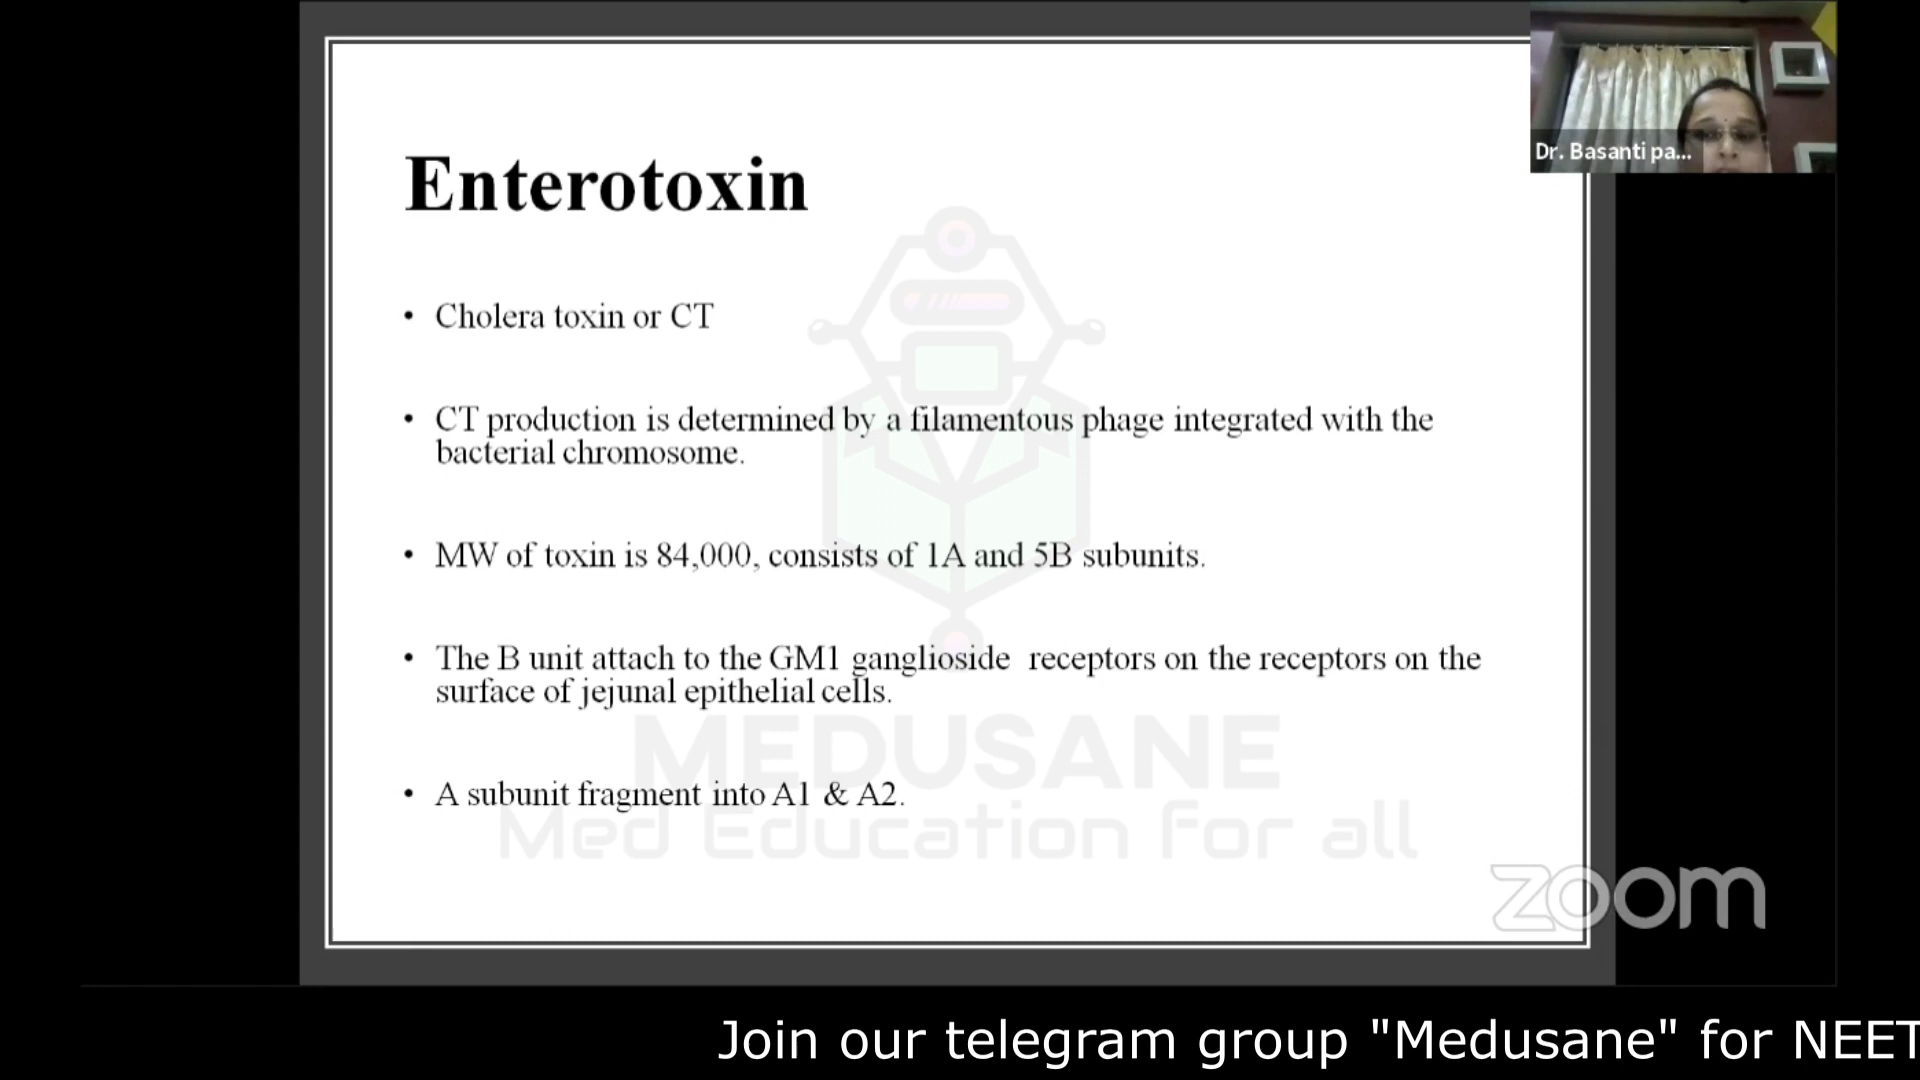 Dr. Basanti pa...
Enterotoxin
• Cholera toxin or CT
• CT production is determined by a filamentous phage integrated with the
bacterial chromosome.
• MW of toxin is 84,000, consists of 1A and 5B subunits.
• The B unit attach to the GM1 ganglioside receptors on the receptors on the
surface of jejunal epithelial cells.
• A subunit fragment into A1 & A2.
MEDUSANE
Med Education for all
zoom
Join our telegram group "Medusane" for NEET